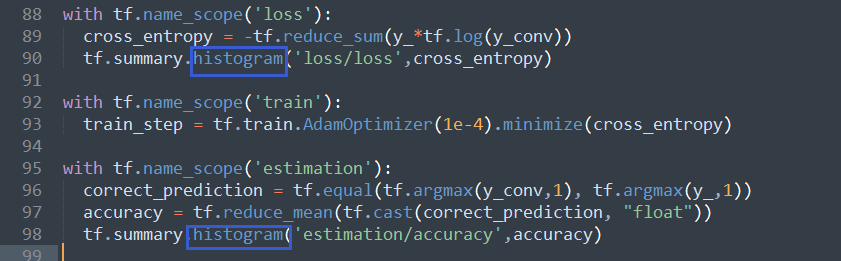 88 with tf.name_scope('loss'):
89 cross_entropy = -tf.reduce_sum(y_*tf.log(y_conv))
90 tf.summary.histogram('loss/loss',cross_entropy)
91
92 with tf.name_scope('train'):
93 train_step = tf.train.AdamOptimizer(1e-4).minimize(cross_entropy)
94
95 with tf.name_scope('estimation'):
96 correct_prediction = tf.equal(tf.argmax(y_conv,1), tf.argmax(y_,1))
97 accuracy = tf.reduce_mean(tf.cast(correct_prediction, "float"))
98 tf.summary.histogram('estimation/accuracy',accuracy)
99